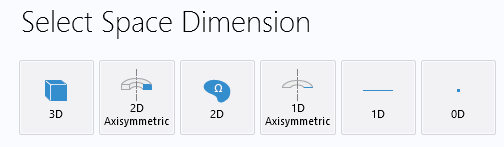 Select Space Dimension
Ω
3D
2D
Axisymmetric
2D
1D
Axisymmetric
1D
0D